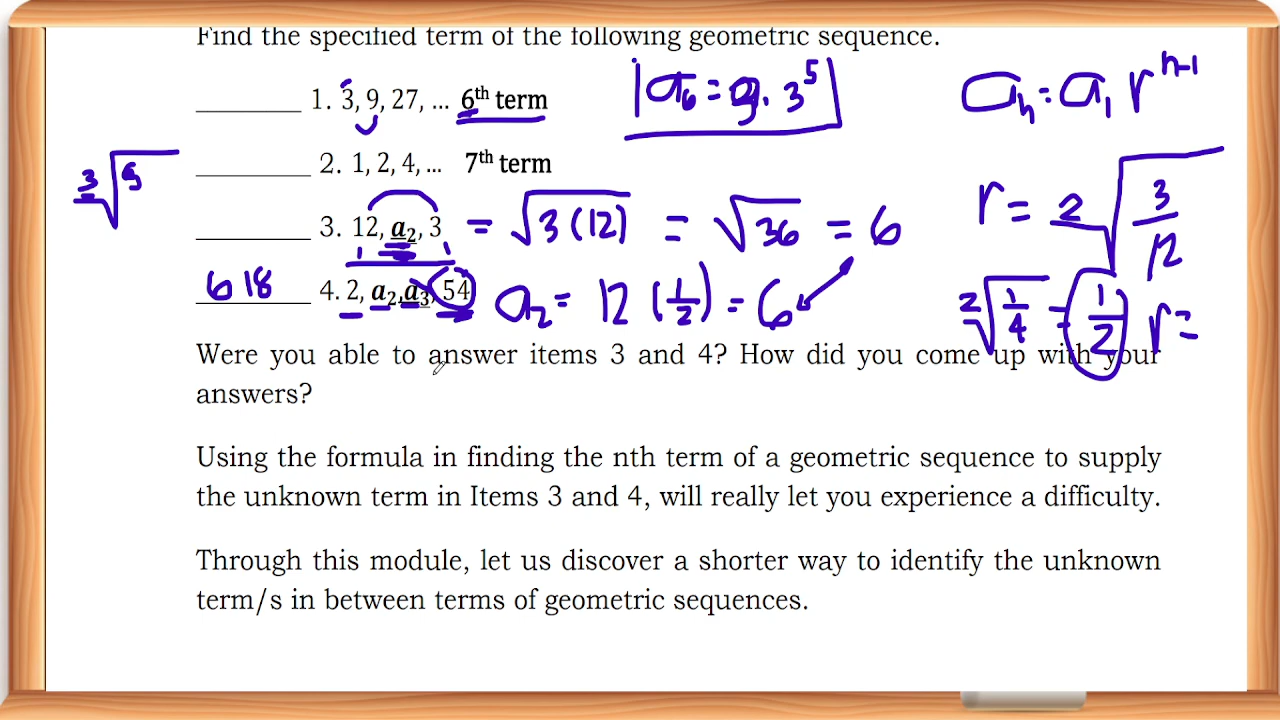 Find the specified term of the following geometric sequence.
_________ 1. 3, 9, 27, ... 6th term
a6 = a1 . 3^5
an = a1 r^n-1
_________ 2. 1, 2, 4, ... 7th term
3√
_________ 3. 12, a2, 3 = √3(12) = √36 = 6
r = 2√3/12
6 18 4. 2, a2, a3, 54
a2 = 12 (1/2) = 6
2√1/4 = 1/2 r =
Were you able to answer items 3 and 4? How did you come up with your
answers?
Using the formula in finding the nth term of a geometric sequence to supply
the unknown term in Items 3 and 4, will really let you experience a difficulty.
Through this module, let us discover a shorter way to identify the unknown
term/s in between terms of geometric sequences.